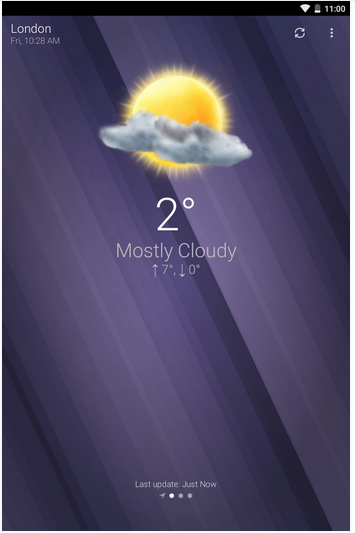 11:00
London
Fri, 10:28 AM
2°
Mostly Cloudy
↑7°, ↓0°
Last update: Just Now